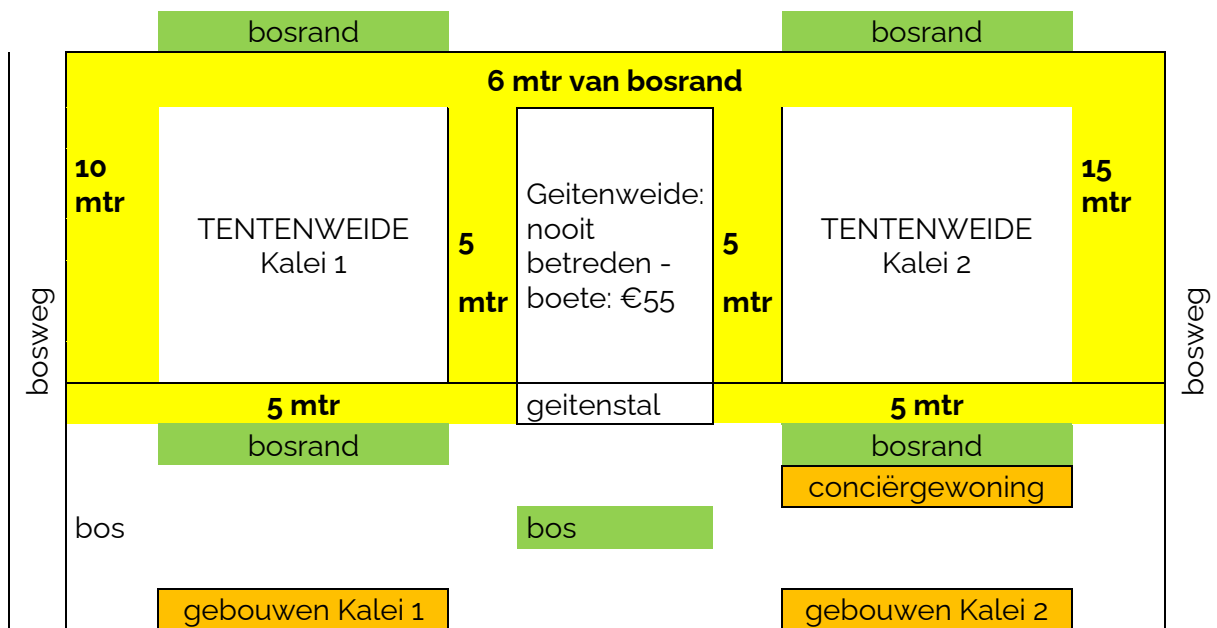 bosrand
bosrand
6 mtr van bosrand
10
mtr
TENTENWEIDE
Kalei 1
5
mtr
Geitenweide:
nooit
betreden -
boete: €55
5
mtr
TENTENWEIDE
Kalei 2
15
mtr
bosweg
bosweg
5 mtr
geitenstal
5 mtr
bosrand
bosrand
conciërgewoning
bos
bos
gebouwen Kalei 1
gebouwen Kalei 2